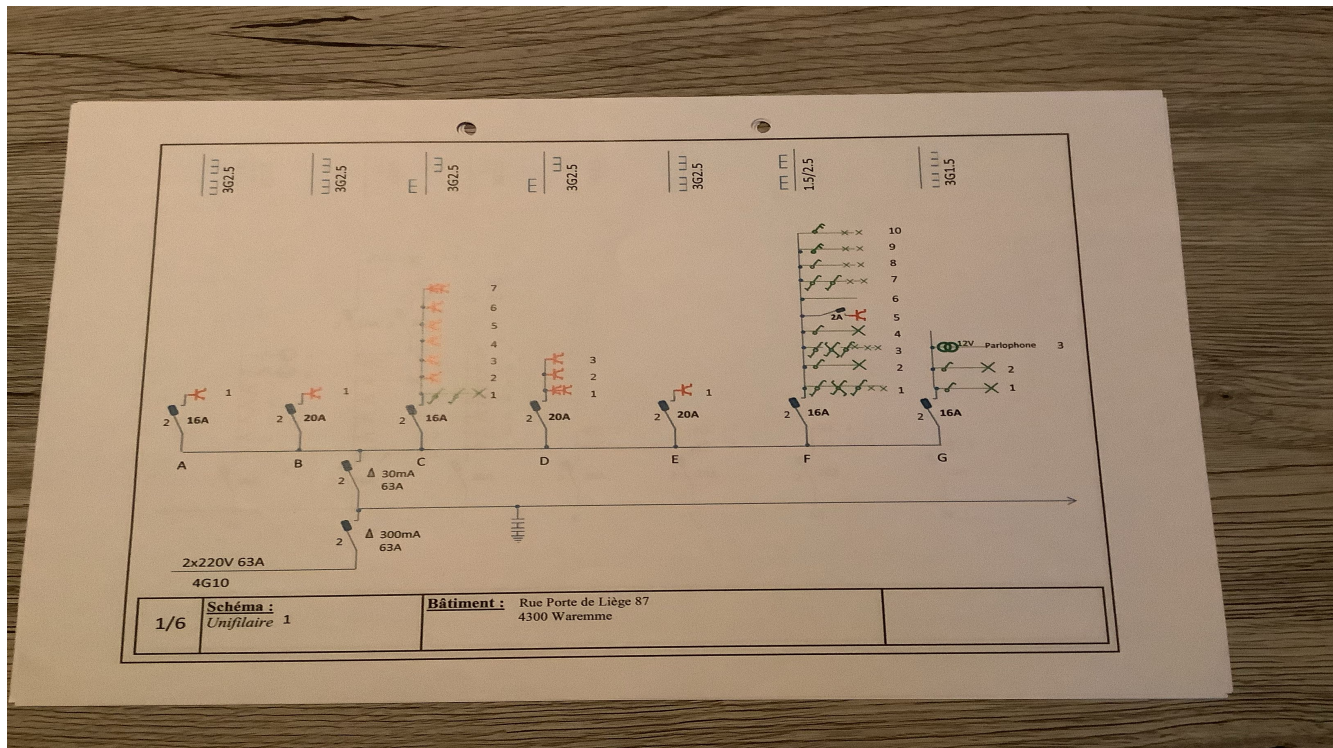 3G2.5
3G2.5
3G2.5
3G2.5
3G2.5
1.5/2.5
3G1.5
10
9
8
7
6
2A 5
4
3
2
1
7
6
5
4
3
2
1
3
2
1
12V Parlophone 3
2
1
1
1
1
2 16A
2 20A
2 16A
2 20A
2 20A
2 16A
2 16A
A B C D E F G
2 Δ 30mA
63A
2 Δ 300mA
63A
2x220V 63A
4G10
1/6
Schéma :
Unifilaire 1
Bâtiment : Rue Porte de Liège 87
4300 Waremme